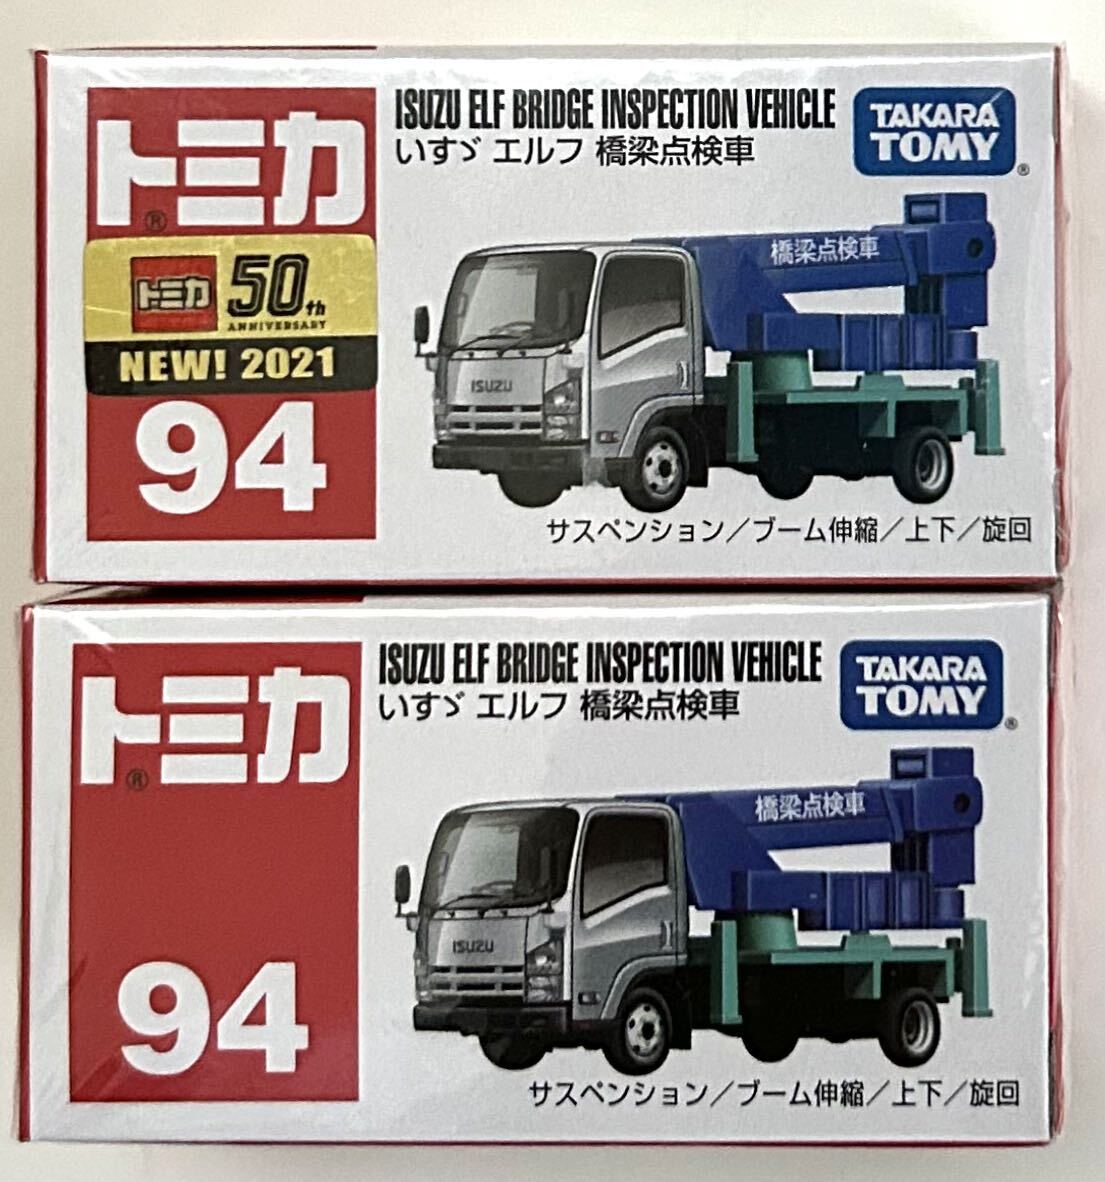 トミカ®
トミカ 50th
ANNIVERSARY
NEW! 2021
94
ISUZU ELF BRIDGE INSPECTION VEHICLE
いすゞ エルフ 橋梁点検車
TAKARA
TOMY®
橋梁点検車
ISUZU
サスペンション／ブーム伸縮／上下／旋回
トミカ®
94
ISUZU ELF BRIDGE INSPECTION VEHICLE
いすゞ エルフ 橋梁点検車
TAKARA
TOMY®
橋梁点検車
ISUZU
サスペンション／ブーム伸縮／上下／旋回